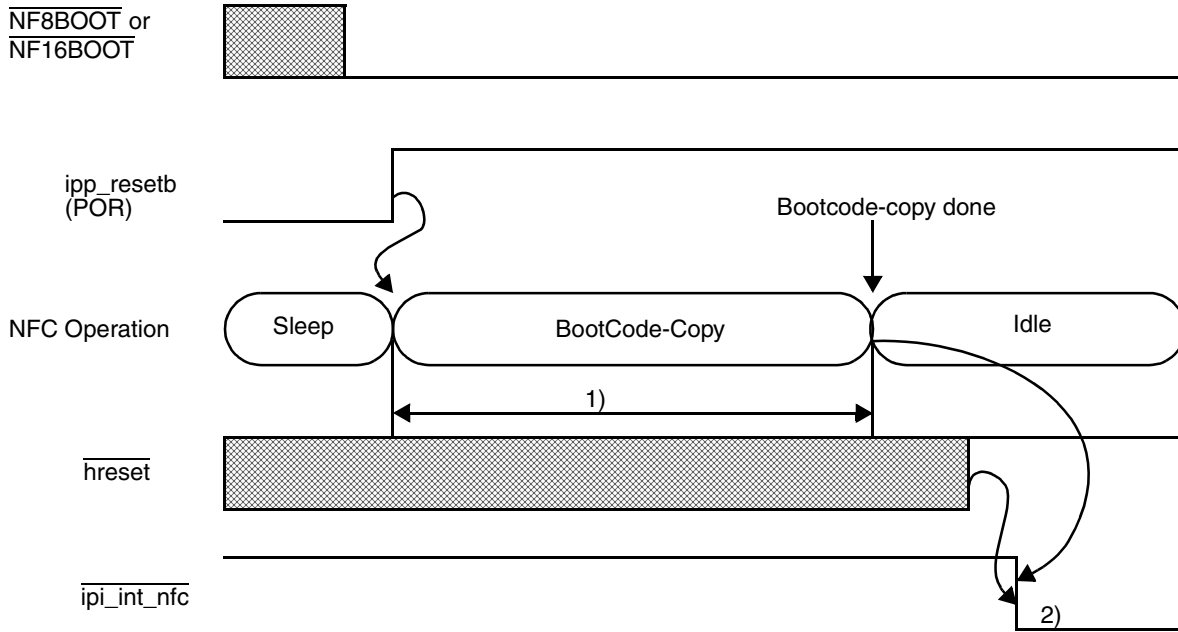 NF8BOOT or
NF16BOOT
ipp_resetb
(POR)
Bootcode-copy done
NFC Operation
Sleep
BootCode-Copy
Idle
1)
hreset
ipi_int_nfc
2)